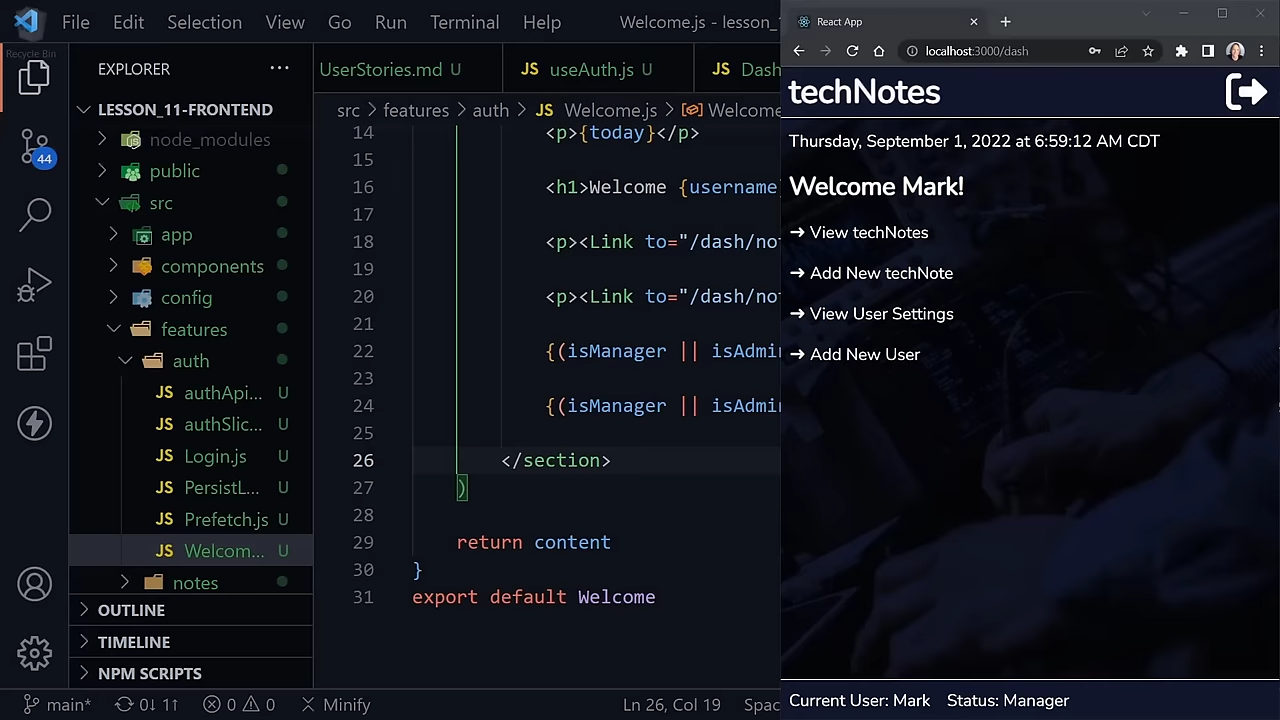 File Edit Selection View Go Run Terminal Help Welcome.js - lesson_1
Recycle Bin
EXPLORER
LESSON_11-FRONTEND
node_modules
public
src
app
components
config
features
auth
JS authApi... U
JS authSlic... U
JS Login.js U
JS PersistL... U
JS Prefetch.js U
JS Welcom... U
notes
OUTLINE
TIMELINE
NPM SCRIPTS
44
UserStories.md U JS useAuth.js U JS Dash
src > features > auth > JS Welcome.js > Welcome
14 <p>{today}</p>
15
16 <h1>Welcome {username
17
18 <p><Link to="/dash/not
19
20 <p><Link to="/dash/not
21
22 {(isManager || isAdmin
23
24 {(isManager || isAdmin
25
26 </section>
27 )
28
29 return content
30 }
31 export default Welcome
main* 0↓ 1↑ 0 0 Minify Ln 26, Col 19 Spac
React App
localhost:3000/dash
techNotes
Thursday, September 1, 2022 at 6:59:12 AM CDT
Welcome Mark!
➜ View techNotes
➜ Add New techNote
➜ View User Settings
➜ Add New User
Current User: Mark Status: Manager